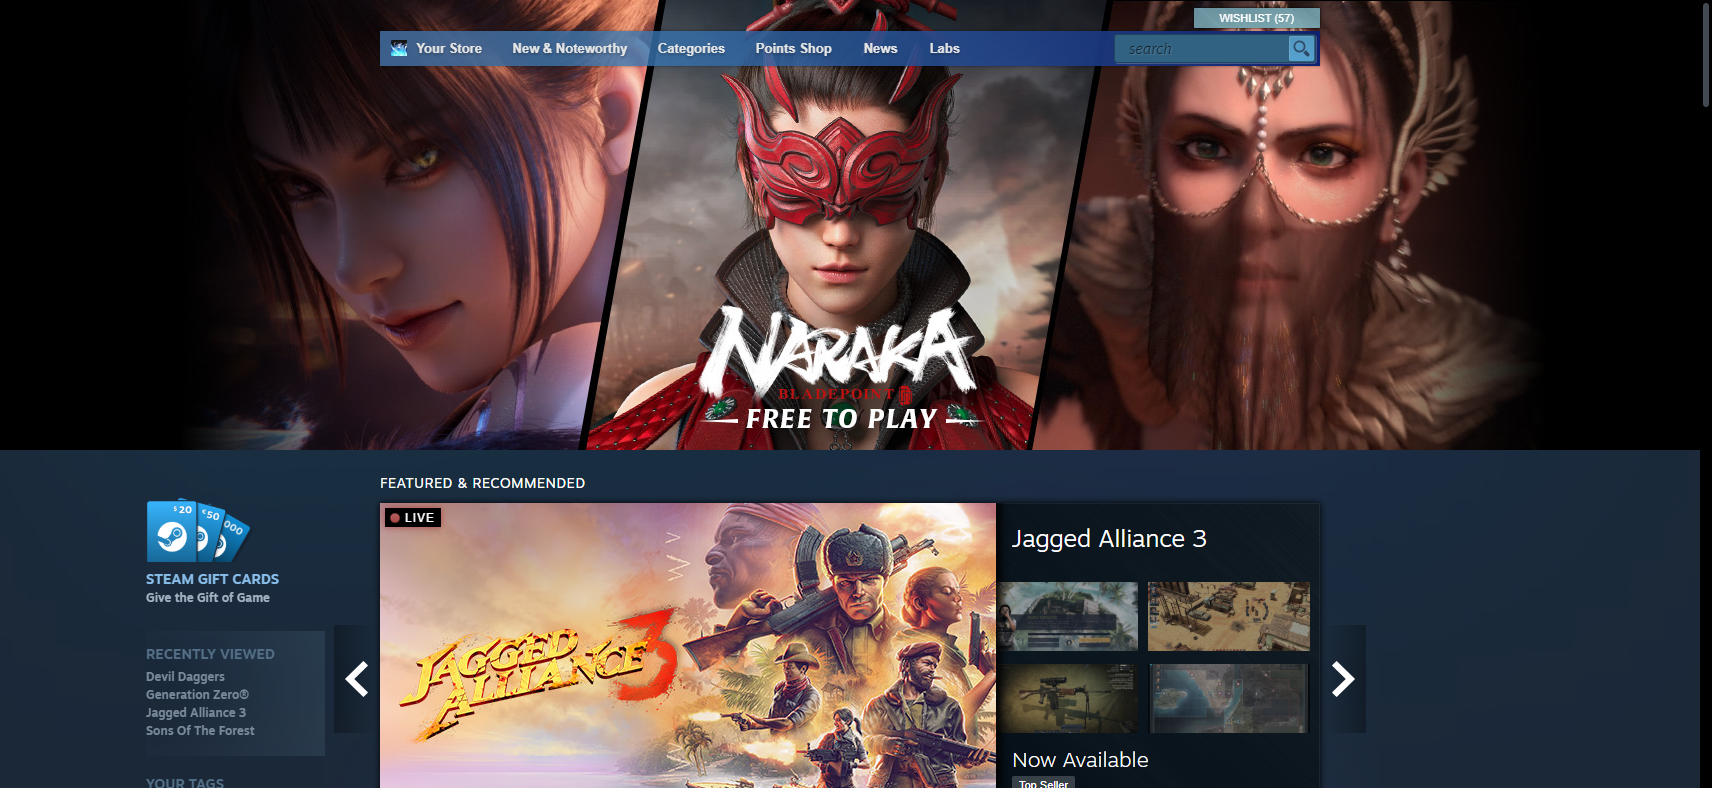 WISHLIST (57)
Your Store New & Noteworthy Categories Points Shop News Labs search
NARAKA
BLADEPOINT
FREE TO PLAY
FEATURED & RECOMMENDED
$20 €50 000
STEAM GIFT CARDS
Give the Gift of Game
RECENTLY VIEWED
Devil Daggers
Generation Zero®
Jagged Alliance 3
Sons Of The Forest
YOUR TAGS
LIVE
JAGGED
ALLIANCE 3
Jagged Alliance 3
Now Available
Top Seller